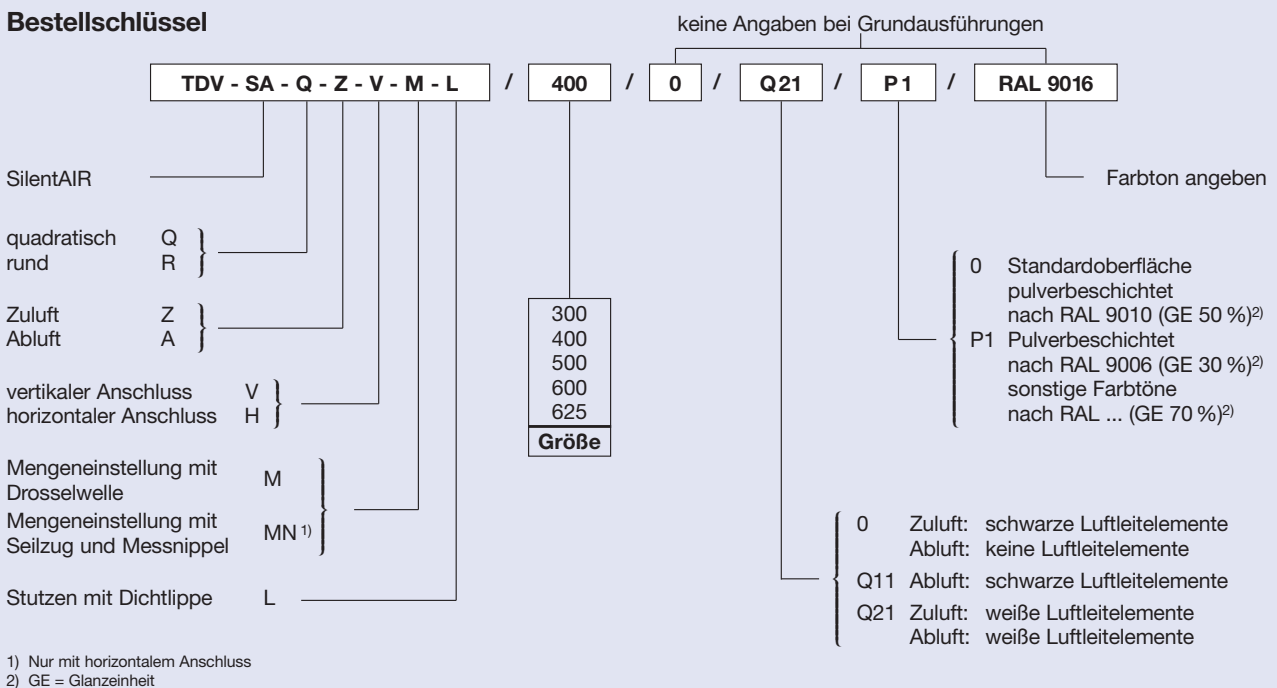 Bestellschlüssel
keine Angaben bei Grundausführungen
TDV - SA - Q - Z - V - M - L / 400 / 0 / Q21 / P1 / RAL 9016
SilentAIR
Farbton angeben
quadratisch Q
rund R
Zuluft Z
Abluft A
vertikaler Anschluss V
horizontaler Anschluss H
Mengeneinstellung mit
Drosselwelle M
Mengeneinstellung mit
Seilzug und Messnippel MN 1)
Stutzen mit Dichtlippe L
300
400
500
600
625
Größe
0 Standardoberfläche
pulverbeschichtet
nach RAL 9010 (GE 50 %)2)
P1 Pulverbeschichtet
nach RAL 9006 (GE 30 %)2)
sonstige Farbtöne
nach RAL ... (GE 70 %)2)
0 Zuluft: schwarze Luftleitelemente
Abluft: keine Luftleitelemente
Q11 Abluft: schwarze Luftleitelemente
Q21 Zuluft: weiße Luftleitelemente
Abluft: weiße Luftleitelemente
1) Nur mit horizontalem Anschluss
2) GE = Glanzeinheit